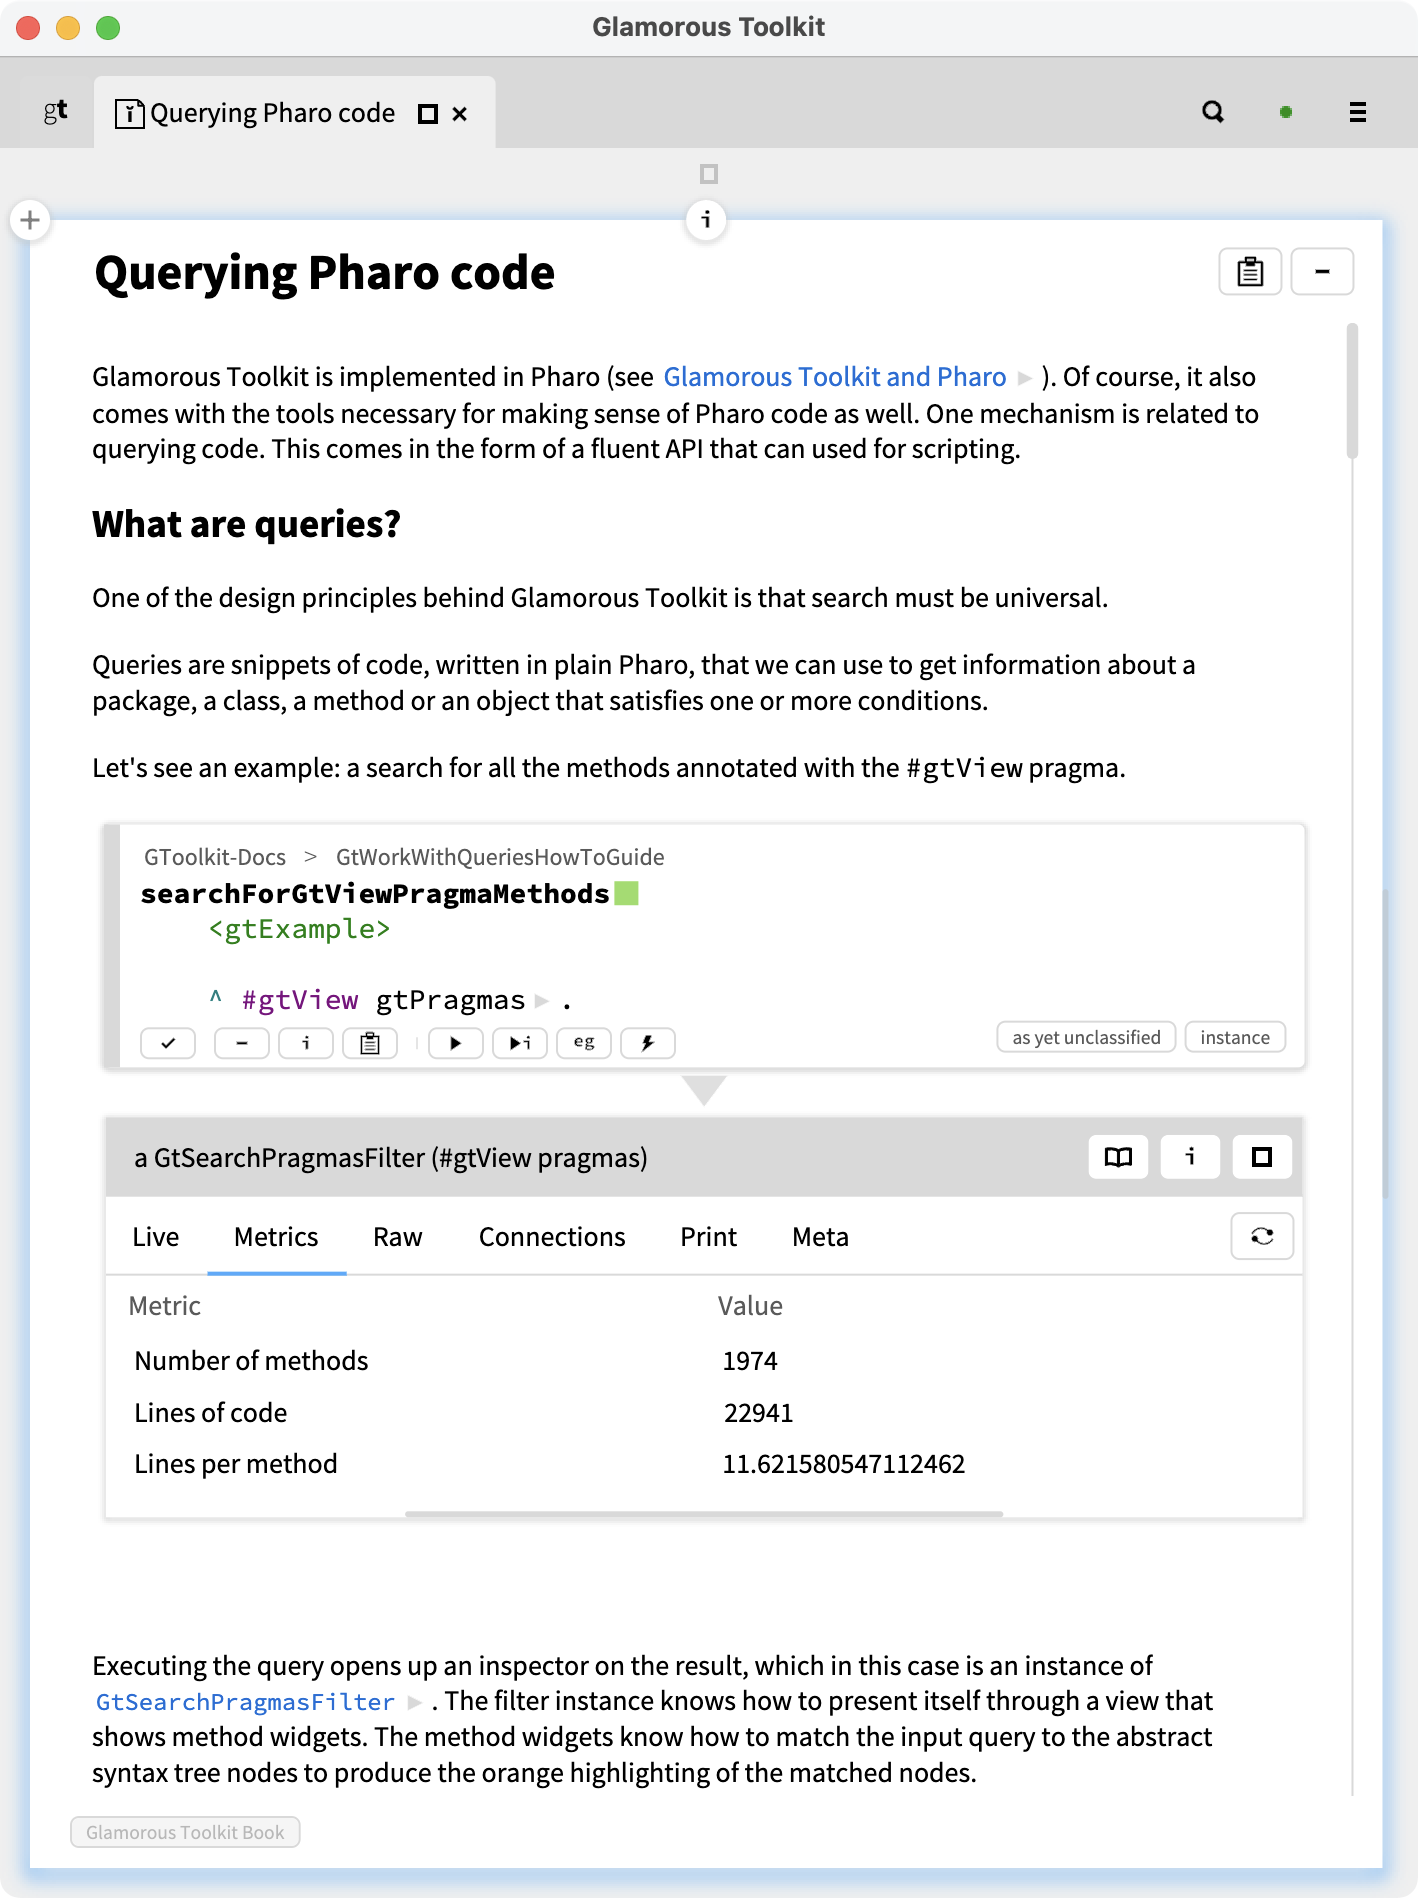 Glamorous Toolkit
gt
Querying Pharo code
i
Querying Pharo code
Glamorous Toolkit is implemented in Pharo (see Glamorous Toolkit and Pharo ▶ ). Of course, it also
comes with the tools necessary for making sense of Pharo code as well. One mechanism is related to
querying code. This comes in the form of a fluent API that can used for scripting.
What are queries?
One of the design principles behind Glamorous Toolkit is that search must be universal.
Queries are snippets of code, written in plain Pharo, that we can use to get information about a
package, a class, a method or an object that satisfies one or more conditions.
Let's see an example: a search for all the methods annotated with the #gtView pragma.
GToolkit-Docs > GtWorkWithQueriesHowToGuide
searchForGtViewPragmaMethods
<gtExample>
^ #gtView gtPragmas ▶ .
i
i
eg
as yet unclassified
instance
a GtSearchPragmasFilter (#gtView pragmas)
i
Live Metrics Raw Connections Print Meta
Metric Value
Number of methods 1974
Lines of code 22941
Lines per method 11.621580547112462
Executing the query opens up an inspector on the result, which in this case is an instance of
GtSearchPragmasFilter ▶ . The filter instance knows how to present itself through a view that
shows method widgets. The method widgets know how to match the input query to the abstract
syntax tree nodes to produce the orange highlighting of the matched nodes.
Glamorous Toolkit Book